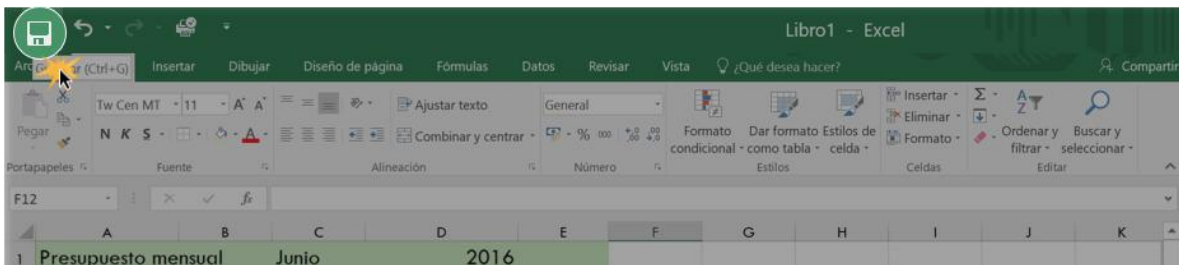 Libro1 - Excel
(Ctrl+G) Insertar Dibujar Diseño de página Fórmulas Datos Revisar Vista ¿Qué desea hacer? Compartir
Tw Cen MT 11 A A Ajustar texto General Insertar Σ
Pegar N K S A Combinar y centrar % 000 Formato condicional Dar formato como tabla Estilos de celda Eliminar Formato Ordenar y filtrar Buscar y seleccionar
Portapapeles Fuente Alineación Número Estilos Celdas Editar
F12 fx
A B C D E F G H I J K
1 Presupuesto mensual Junio 2016